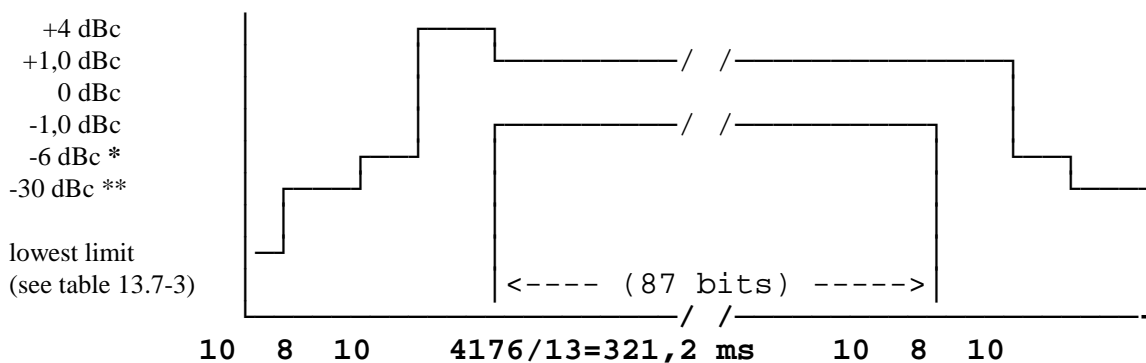 +4 dBc
+1,0 dBc / /
0 dBc
-1,0 dBc / /
-6 dBc *
-30 dBc **
lowest limit
(see table 13.7-3) <---- (87 bits) ----->
/ /
10 8 10 4176/13=321,2 ms 10 8 10